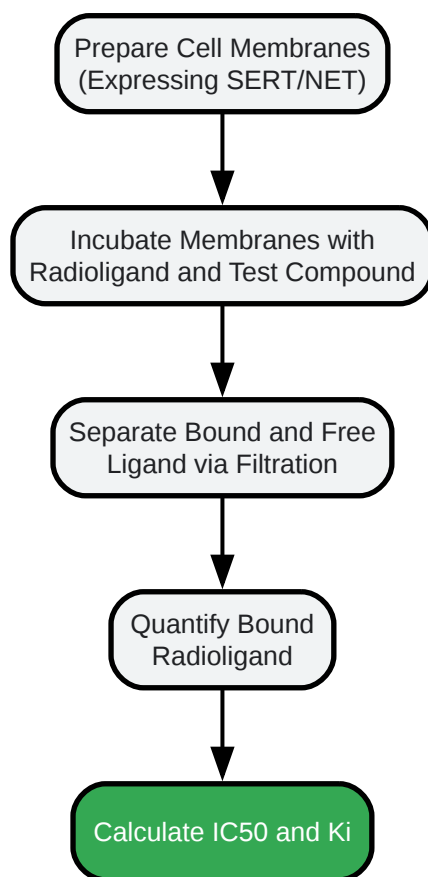 Prepare Cell Membranes
(Expressing SERT/NET)
Incubate Membranes with
Radioligand and Test Compound
Separate Bound and Free
Ligand via Filtration
Quantify Bound
Radioligand
Calculate IC50 and Ki